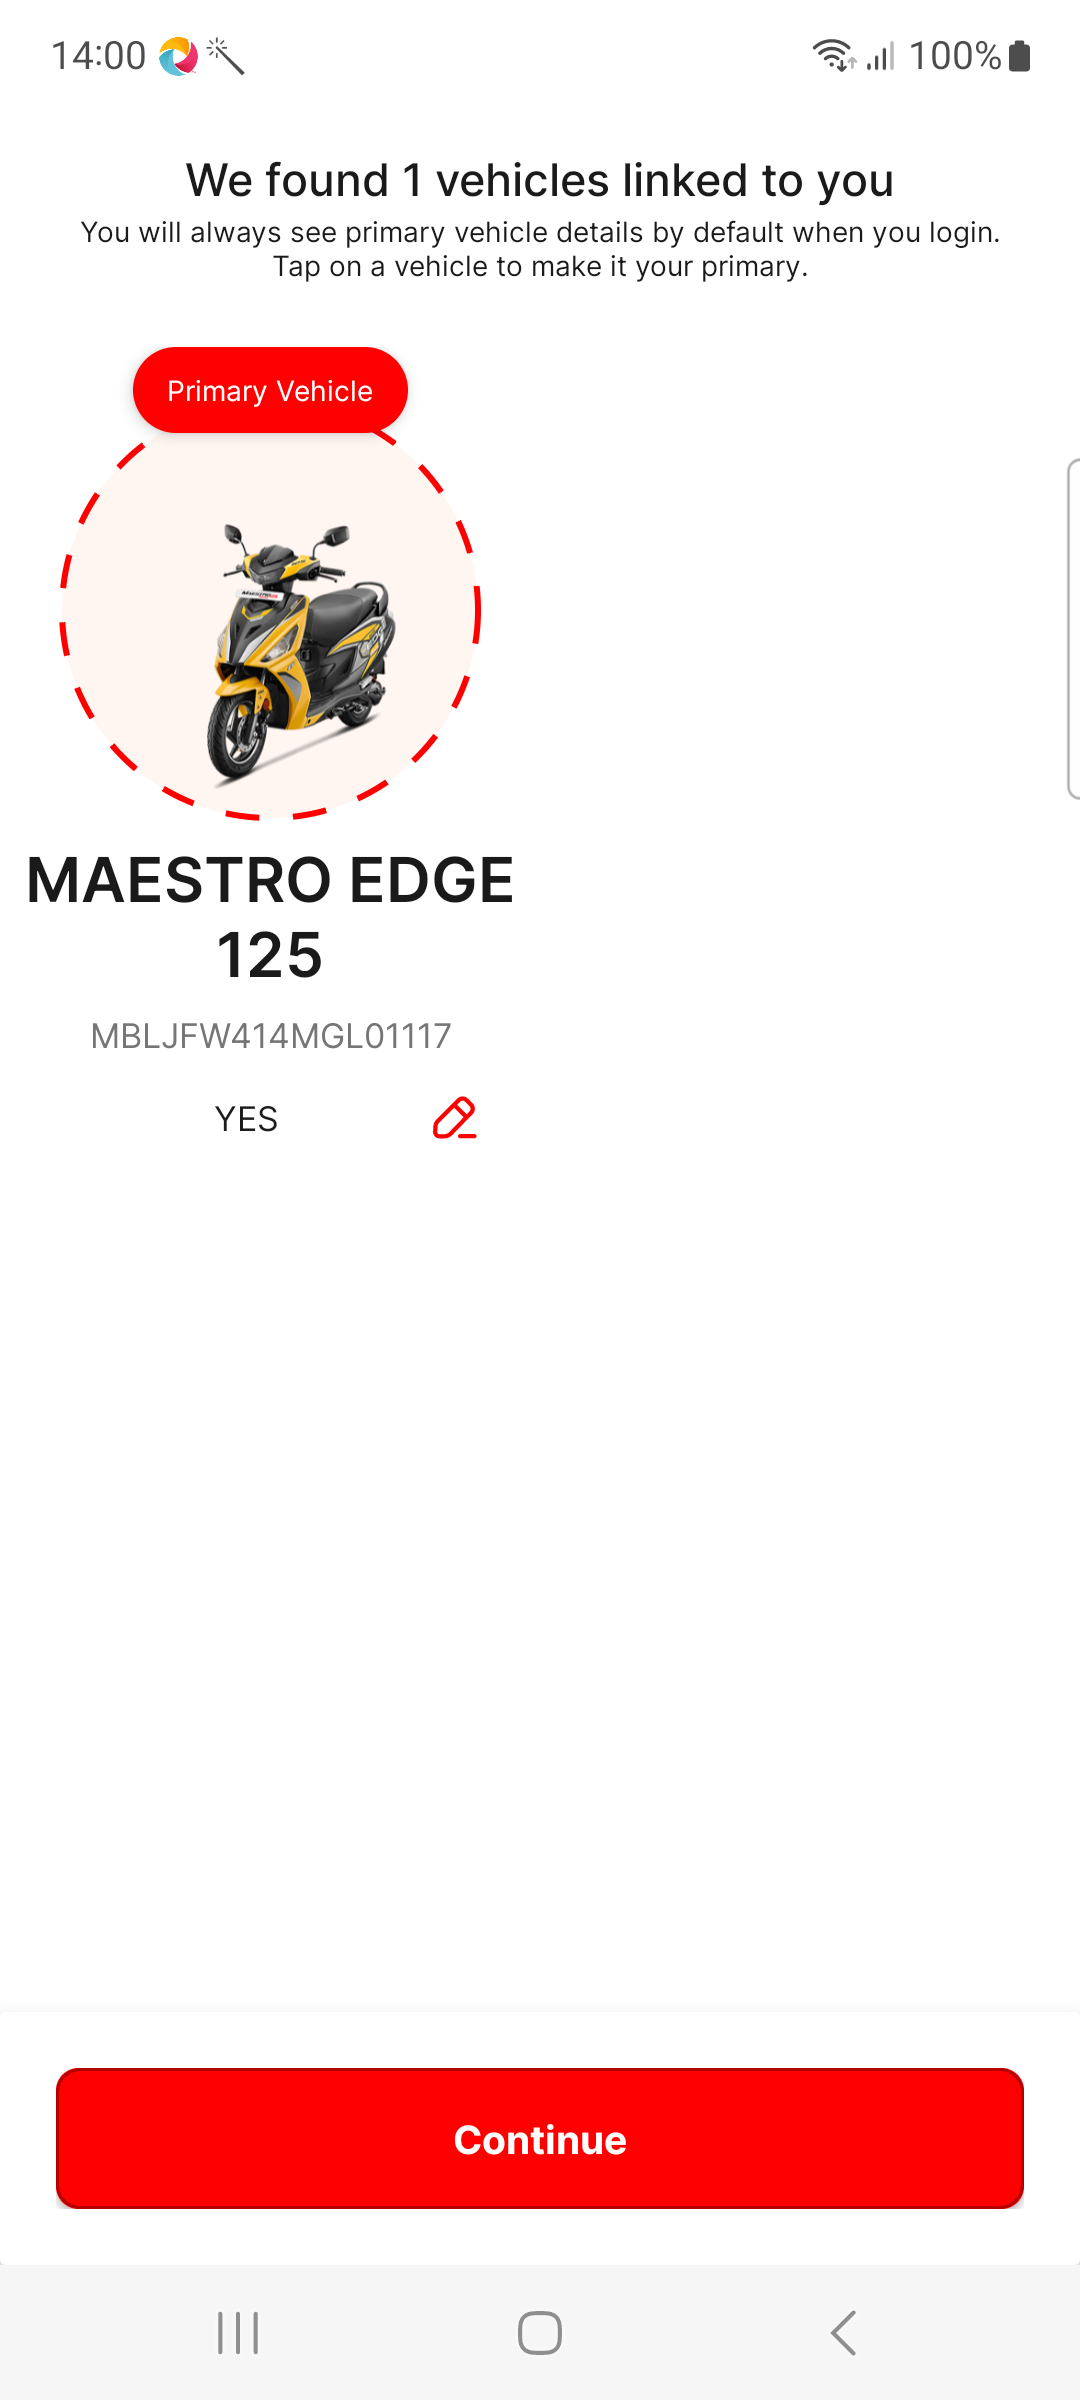 14:00
100%
We found 1 vehicles linked to you
You will always see primary vehicle details by default when you login.
Tap on a vehicle to make it your primary.
Primary Vehicle
MAESTRO EDGE
125
MBLJFW414MGL01117
YES
Continue